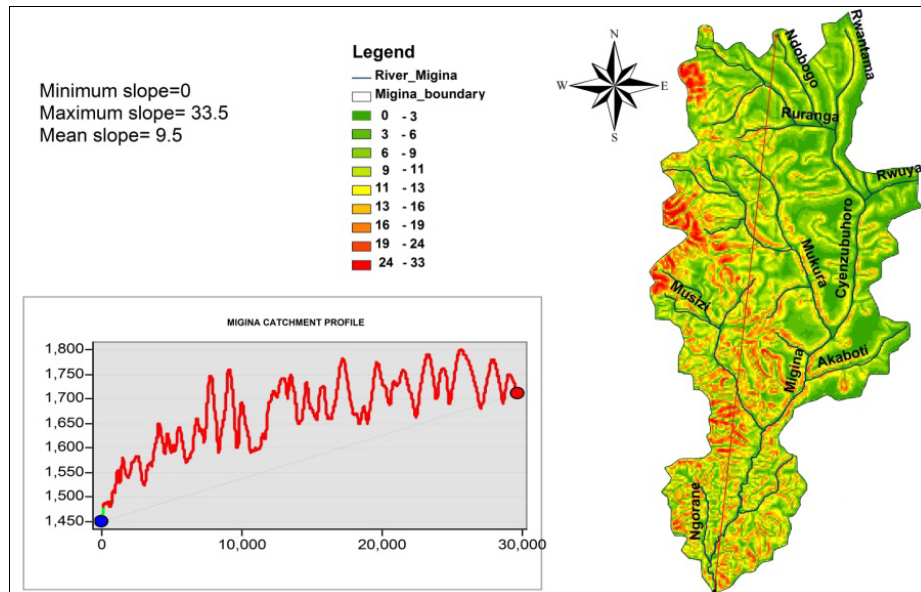 Minimum slope=0
Maximum slope= 33.5
Mean slope= 9.5
Legend
River_Migina
Migina_boundary
0 - 3
3 - 6
6 - 9
9 - 11
11 - 13
13 - 16
16 - 19
19 - 24
24 - 33
N
W
E
S
Ndobogo
Rwantama
Ruranga
Rwuya
Cyenzubuhoro
Mukura
Musizi
Migina
Akaboti
Ngorane
MIGINA CATCHMENT PROFILE
1,800
1,750
1,700
1,650
1,600
1,550
1,500
1,450
0
10,000
20,000
30,000